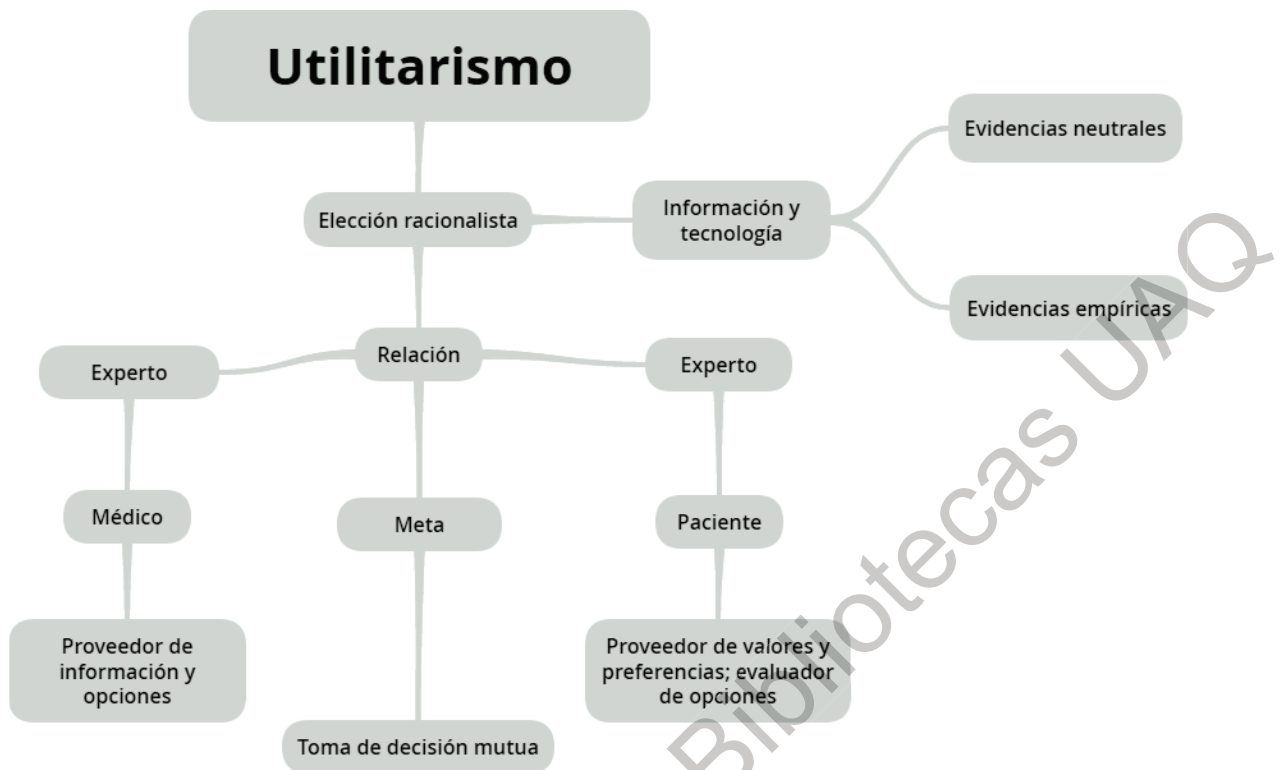 Utilitarismo
Evidencias neutrales
Elección racionalista
Información y
tecnología
Evidencias empíricas
Relación
Experto
Experto
Médico
Meta
Paciente
Proveedor de
información y
opciones
Proveedor de valores y
preferencias; evaluador
de opciones
Toma de decisión mutua
Bibliotecas UAQ